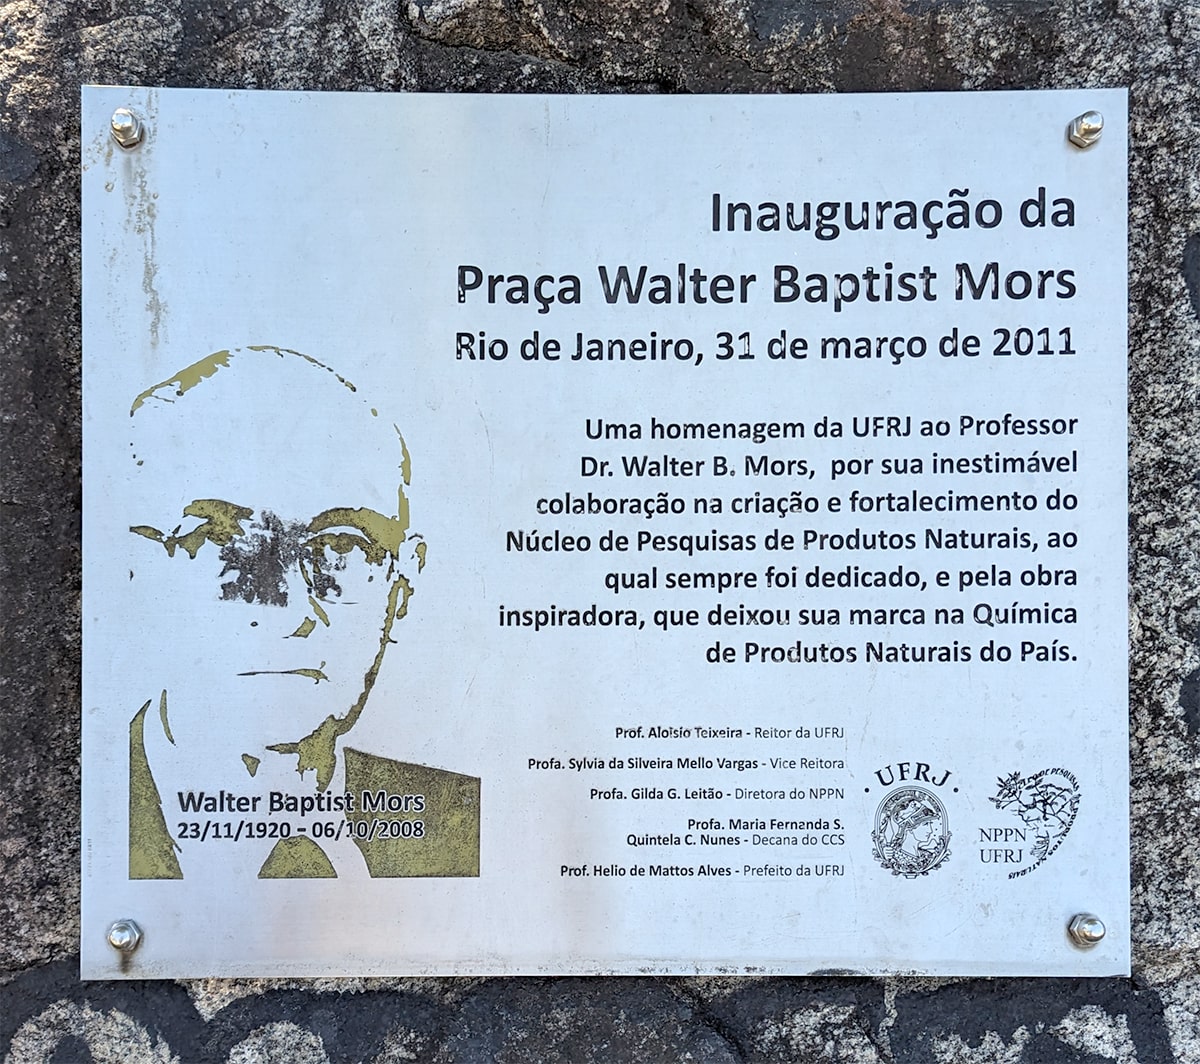 Inauguração da
Praça Walter Baptist Mors
Rio de Janeiro, 31 de março de 2011
Uma homenagem da UFRJ ao Professor
Dr. Walter B. Mors, por sua inestimável
colaboração na criação e fortalecimento do
Núcleo de Pesquisas de Produtos Naturais, ao
qual sempre foi dedicado, e pela obra
inspiradora, que deixou sua marca na Química
de Produtos Naturais do País.
Walter Baptist Mors
23/11/1920 - 06/10/2008
Prof. Aloisio Teixeira - Reitor da UFRJ
Profa. Sylvia da Silveira Mello Vargas - Vice Reitora
Profa. Gilda G. Leitão - Diretora do NPPN
Profa. Maria Fernanda S.
Quintela C. Nunes - Decana do CCS
Prof. Helio de Mattos Alves - Prefeito da UFRJ
UFRJ
NPPN
UFRJ